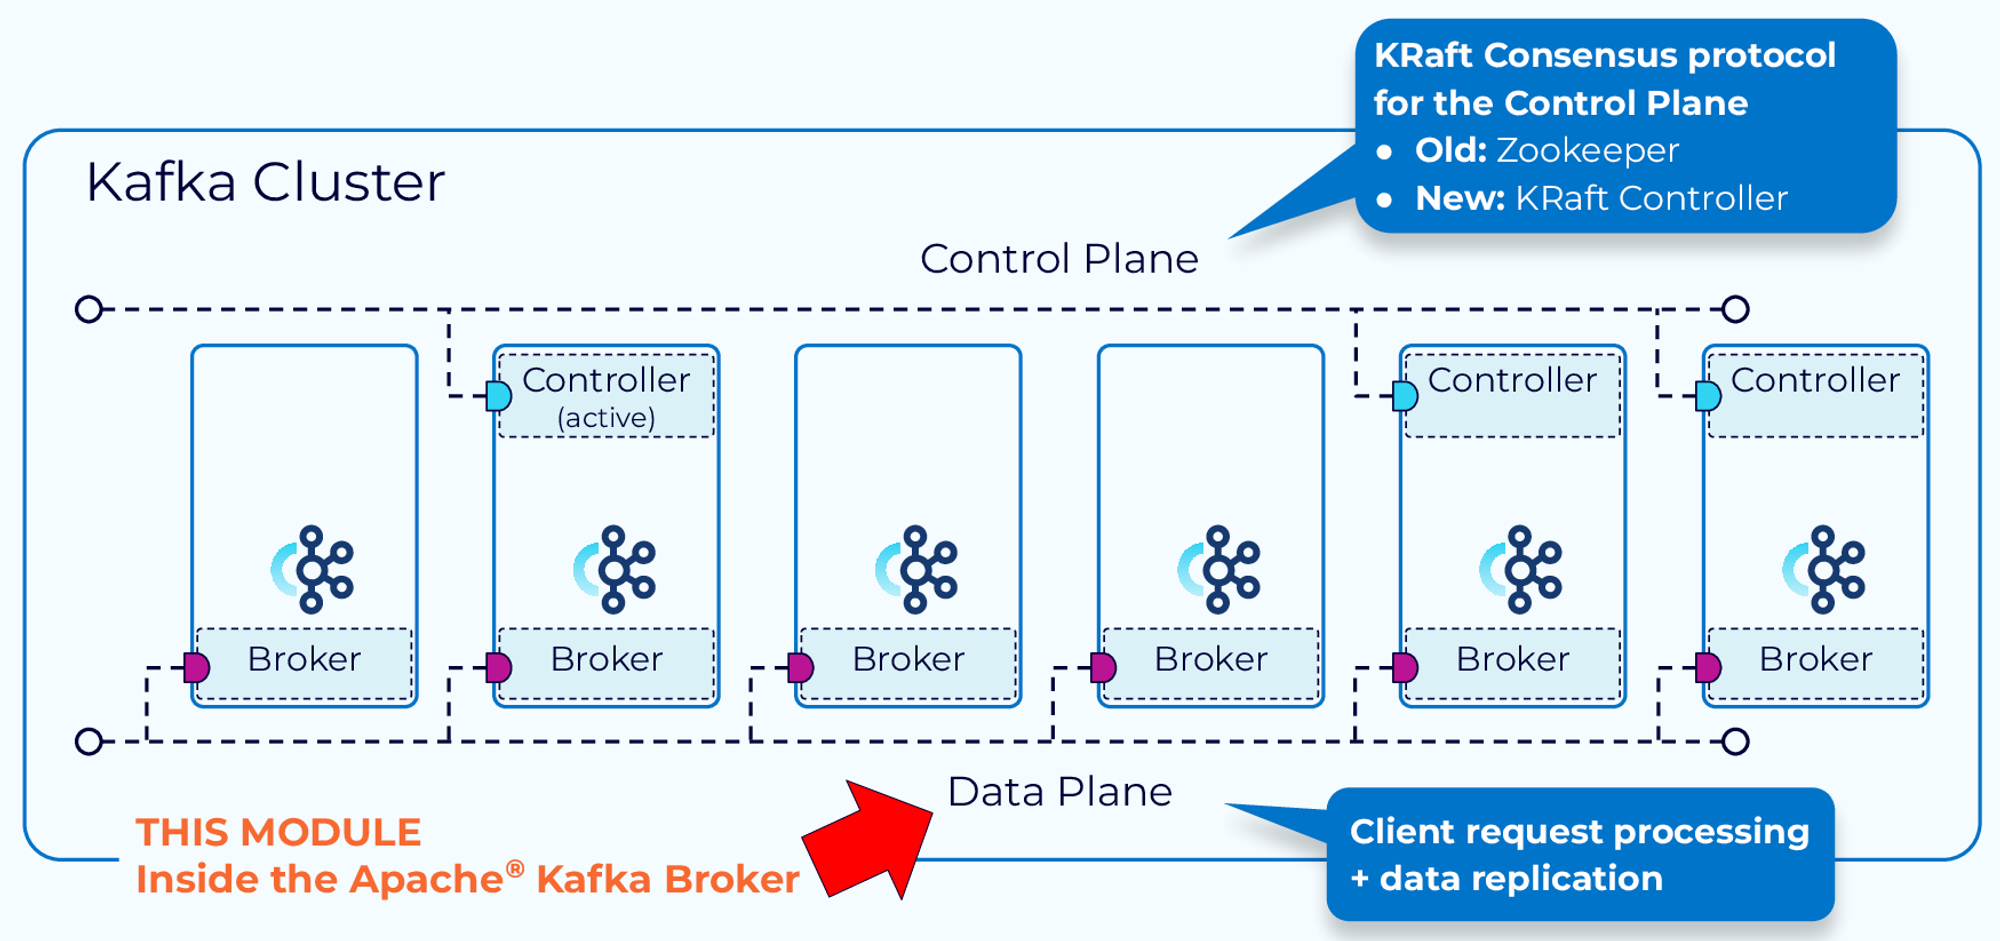 KRaft Consensus protocol
for the Control Plane
● Old: Zookeeper
● New: KRaft Controller
Kafka Cluster
Control Plane
Controller
(active)
Controller
Controller
Broker
Broker
Broker
Broker
Broker
Broker
Data Plane
THIS MODULE
Inside the Apache® Kafka Broker
Client request processing
+ data replication